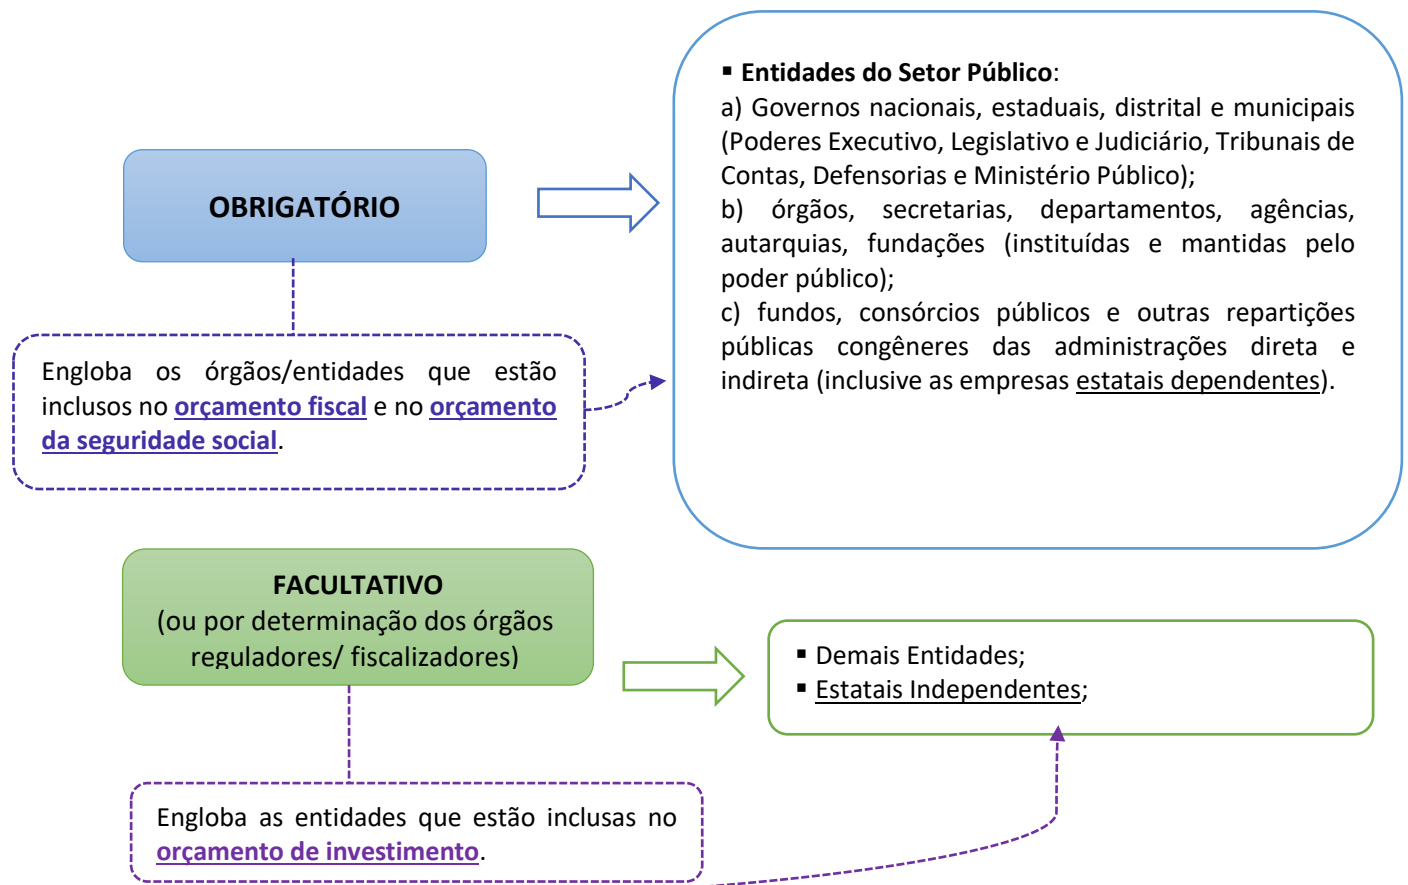 ▪ Entidades do Setor Público:
a) Governos nacionais, estaduais, distrital e municipais
(Poderes Executivo, Legislativo e Judiciário, Tribunais de
Contas, Defensorias e Ministério Público);
b) órgãos, secretarias, departamentos, agências,
autarquias, fundações (instituídas e mantidas pelo
poder público);
c) fundos, consórcios públicos e outras repartições
públicas congêneres das administrações direta e
indireta (inclusive as empresas estatais dependentes).
OBRIGATÓRIO
Engloba os órgãos/entidades que estão
inclusos no orçamento fiscal e no orçamento
da seguridade social.
FACULTATIVO
(ou por determinação dos órgãos
reguladores/ fiscalizadores)
▪ Demais Entidades;
▪ Estatais Independentes;
Engloba as entidades que estão inclusas no
orçamento de investimento.